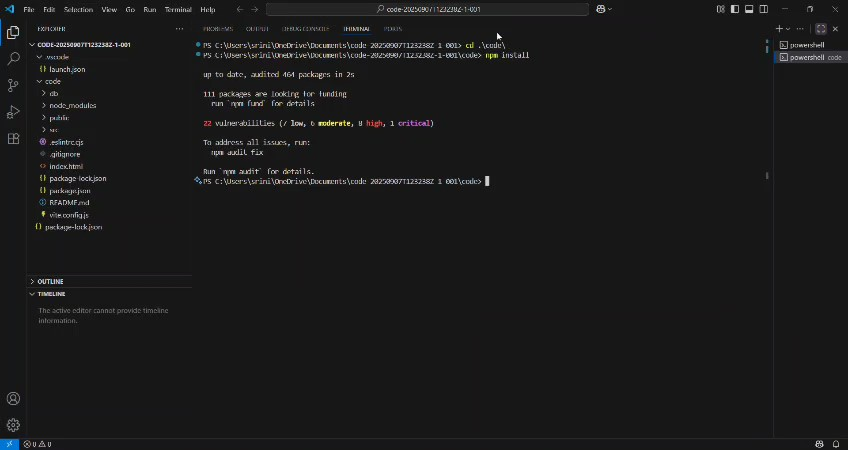 File Edit Selection View Go Run Terminal Help
code-20250907T123238Z-1-001
EXPLORER
CODE-20250907T123238Z-1-001
.vscode
launch.json
code
db
node_modules
public
src
.eslintrc.cjs
.gitignore
index.html
package-lock.json
package.json
README.md
vite.config.js
package-lock.json
OUTLINE
TIMELINE
The active editor cannot provide timeline
information.
PROBLEMS OUTPUT DEBUG CONSOLE TERMINAL PORTS
PS C:\Users\srini\OneDrive\Documents\code 20250907T123238Z 1 001> cd .\code\
PS C:\Users\srini\OneDrive\Documents\code-20250907T123238Z-1-001\code> npm install
up to date, audited 464 packages in 2s
111 packages are looking for funding
run `npm fund` for details
22 vulnerabilities (7 low, 6 moderate, 8 high, 1 critical)
To address all issues, run:
npm audit fix
Run `npm audit` for details.
PS C:\Users\srini\OneDrive\Documents\code 20250907T123238Z 1 001\code>
powershell
powershell code
0 0